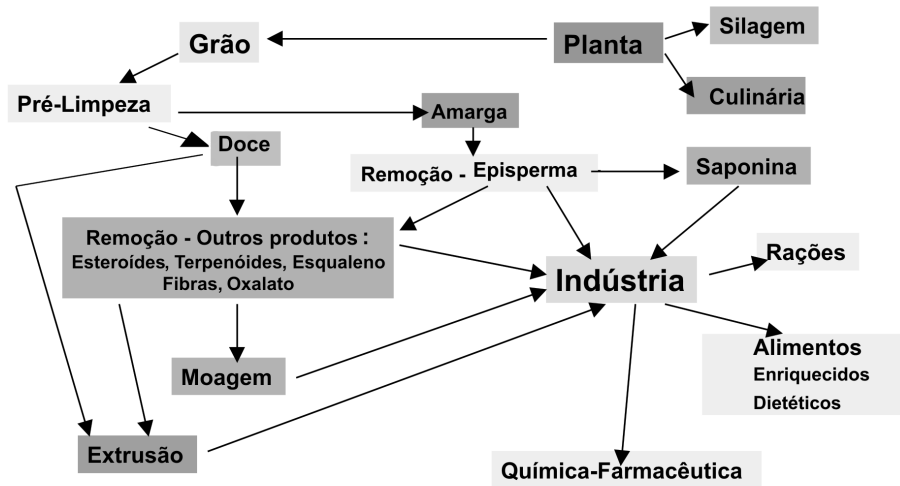 Silagem
Grão
Planta
Culinária
Pré-Limpeza
Amarga
Doce
Remoção - Episperma
Saponina
Remoção - Outros produtos :
Esteroídes, Terpenóides, Esqualeno
Fibras, Oxalato
Rações
Indústria
Alimentos
Enriquecidos
Dietéticos
Moagem
Extrusão
Química-Farmacêutica